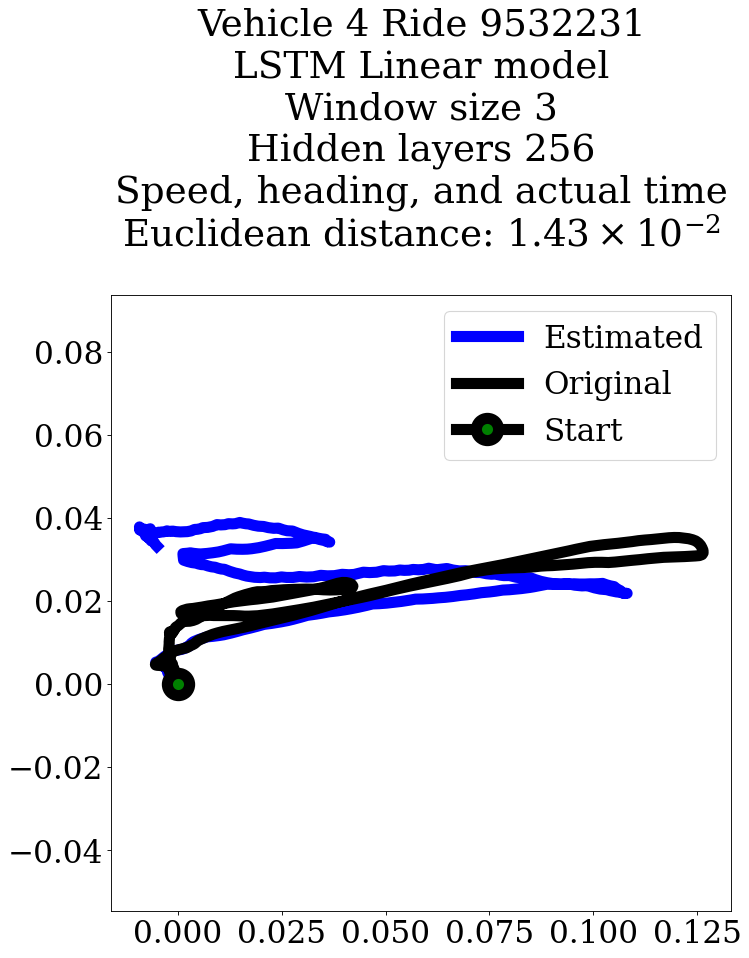 Vehicle 4 Ride 9532231
LSTM Linear model
Window size 3
Hidden layers 256
Speed, heading, and actual time
Euclidean distance: 1.43 × 10⁻²
Estimated
Original
Start
0.08
0.06
0.04
0.02
0.00
−0.02
−0.04
0.000 0.025 0.050 0.075 0.100 0.125